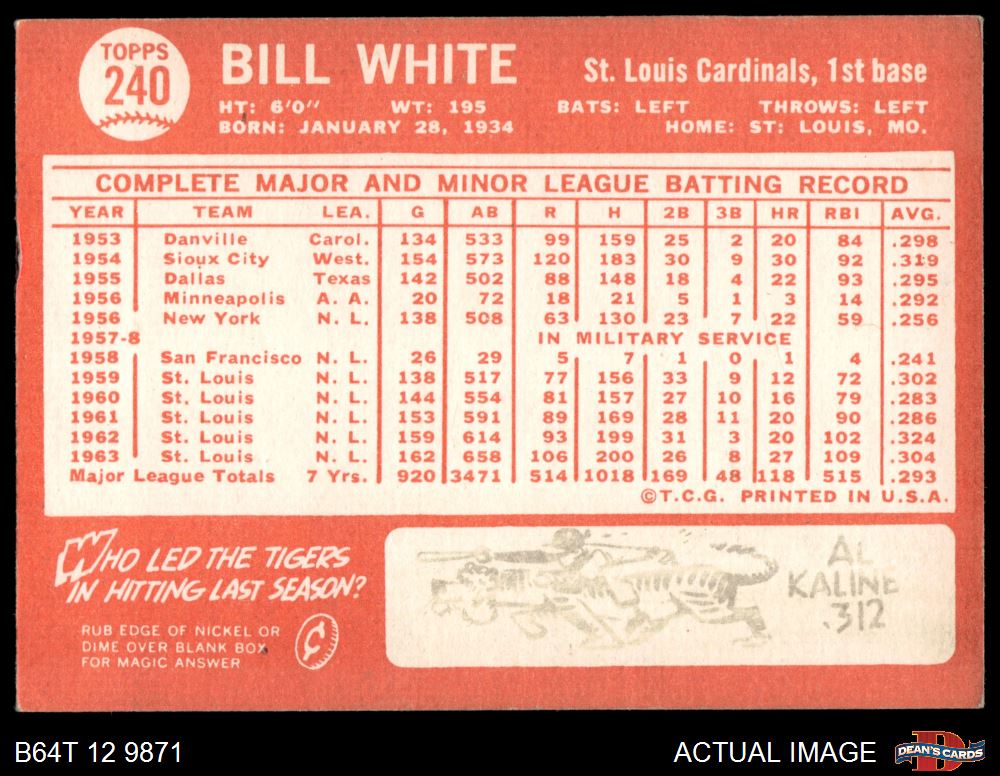 TOPPS
240
BILL WHITE
St. Louis Cardinals, 1st base
HT: 6'0" WT: 195 BATS: LEFT THROWS: LEFT
BORN: JANUARY 28, 1934 HOME: ST: LOUIS, MO.
COMPLETE MAJOR AND MINOR LEAGUE BATTING RECORD
YEAR TEAM LEA. G AB R H 2B 3B HR RBI AVG.
1953 Danville Carol. 134 533 99 159 25 2 20 84 .298
1954 Sioux City West. 154 573 120 183 30 9 30 92 .319
1955 Dallas Texas 142 502 88 148 18 4 22 93 .295
1956 Minneapolis A. A. 20 72 18 21 5 1 3 14 .292
1956 New York N. L. 138 508 63 130 23 7 22 59 .256
1957-8 IN MILITARY SERVICE
1958 San Francisco N. L. 26 29 5 7 1 0 1 4 .241
1959 St. Louis N. L. 138 517 77 156 33 9 12 72 .302
1960 St. Louis N. L. 144 554 81 157 27 10 16 79 .283
1961 St. Louis N. L. 153 591 89 169 28 11 20 90 .286
1962 St. Louis N. L. 159 614 93 199 31 3 20 102 .324
1963 St. Louis N. L. 162 658 106 200 26 8 27 109 .304
Major League Totals 7 Yrs. 920 3471 514 1018 169 48 118 515 .293
©T.C.G. PRINTED IN U.S.A.
WHO LED THE TIGERS
IN HITTING LAST SEASON?
RUB EDGE OF NICKEL OR
DIME OVER BLANK BOX
FOR MAGIC ANSWER
¢
AL
KALINE
.312
B64T 12 9871
ACTUAL IMAGE
D
DEAN'S CARDS